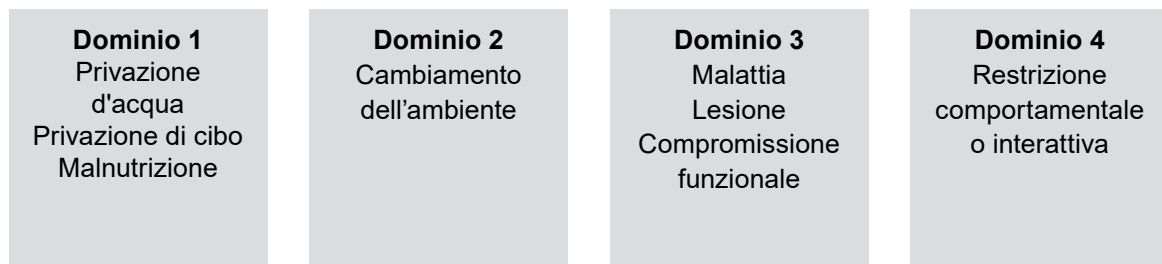 Dominio 1
Privazione
d'acqua
Privazione di cibo
Malnutrizione
Dominio 2
Cambiamento
dell’ambiente
Dominio 3
Malattia
Lesione
Compromissione
funzionale
Dominio 4
Restrizione
comportamentale
o interattiva